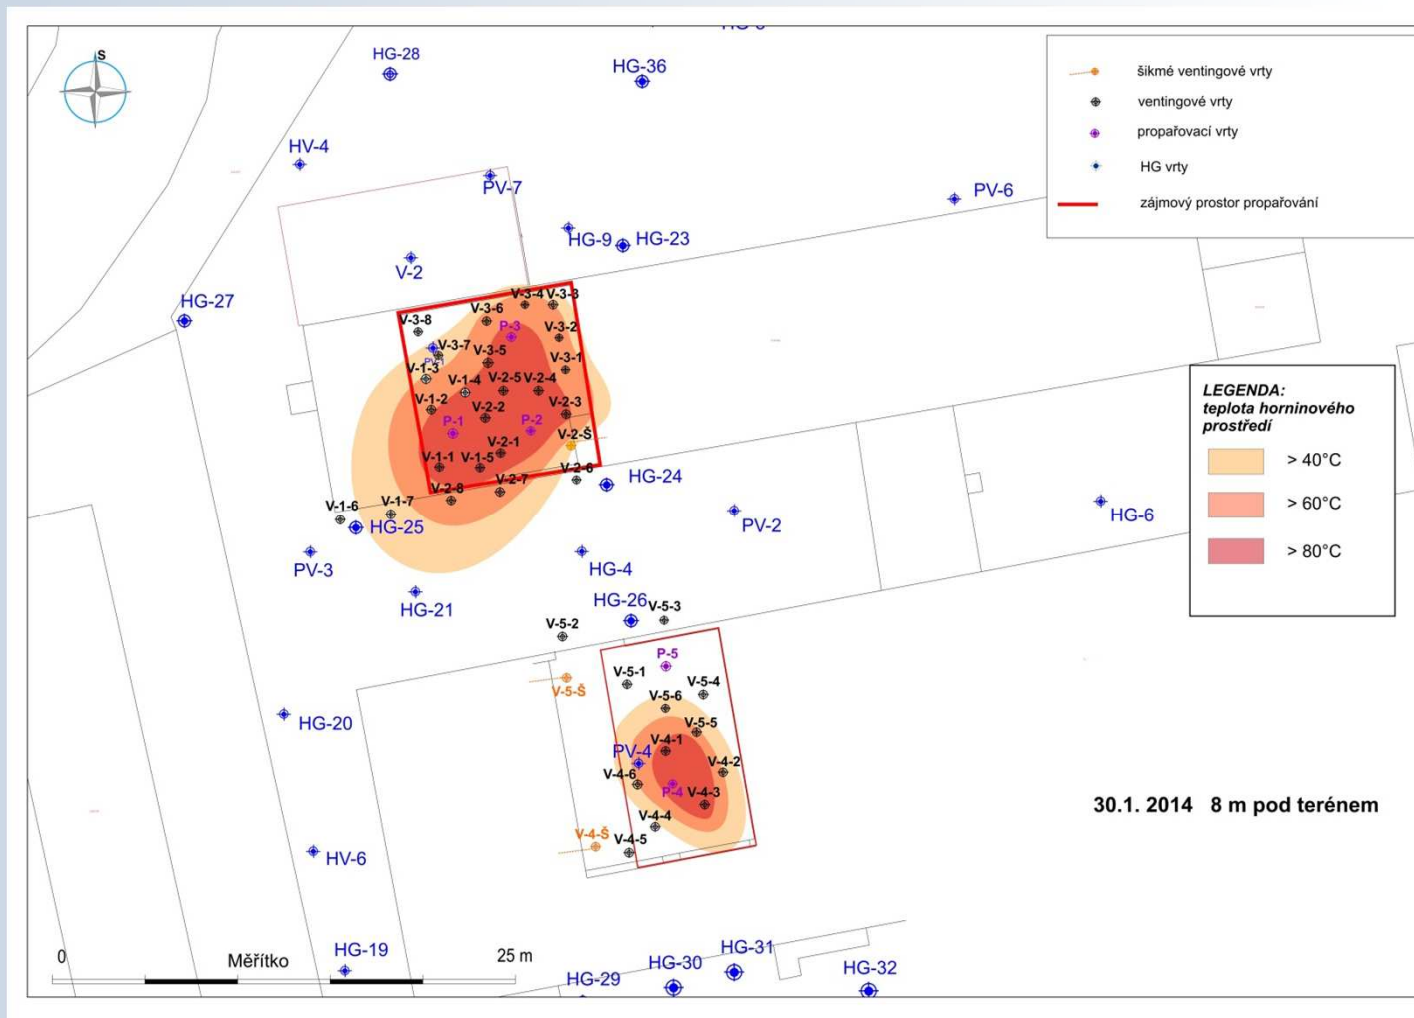 S
HG-28
HG-36
šikmé ventingové vrty
ventingové vrty
propařovací vrty
HG vrty
zájmový prostor propařování
HV-4
PV-7
PV-6
HG-9
HG-23
V-2
HG-27
V-3-4
V-3-3
V-3-6
V-3-8
P-3
V-3-2
V-3-7
V-3-5
V-3-1
V-1-3
V-1-4
V-2-5
V-2-4
V-1-2
V-2-2
V-2-3
P-1
P-2
V-2-Š
V-2-1
V-1-1
V-1-5
V-2-6
V-2-7
V-2-8
HG-24
V-1-6
V-1-7
HG-25
PV-2
HG-6
PV-3
HG-4
HG-21
LEGENDA:
teplota horninového
prostředí
> 40°C
> 60°C
> 80°C
HG-26
V-5-3
V-5-2
P-5
V-5-1
V-5-4
V-5-Š
V-5-6
V-5-5
HG-20
V-4-1
PV-4
V-4-2
V-4-6
P-4
V-4-3
V-4-4
V-4-Š
V-4-5
30.1. 2014 8 m pod terénem
HV-6
HG-19
0
Měřítko
25 m
HG-29
HG-30
HG-31
HG-32